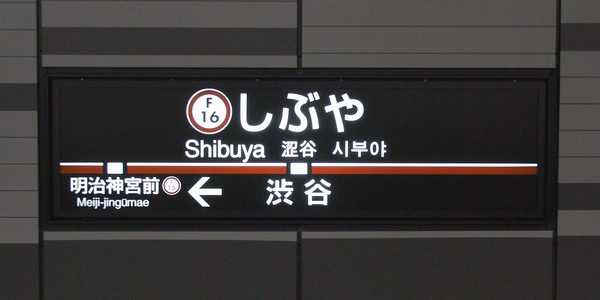 F
16
しぶや
Shibuya 涩谷 시부야
明治神宮前 ← 渋谷
Meiji-jingūmae